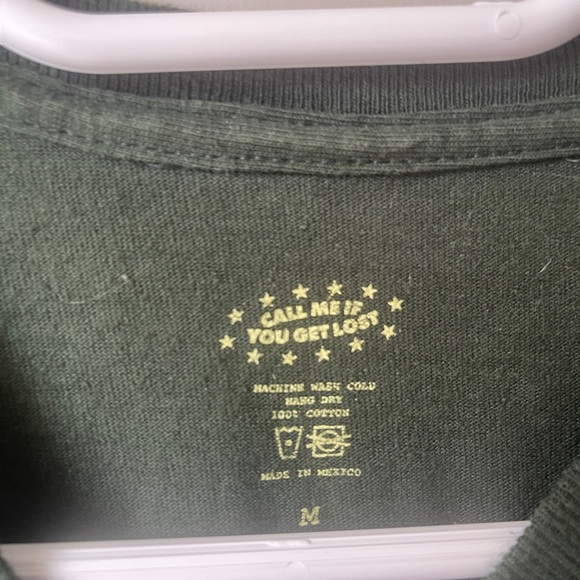 CALL ME IF
YOU GET LOST
MACHINE WASH COLD
HANG DRY
100% COTTON
MADE IN MEXICO
M